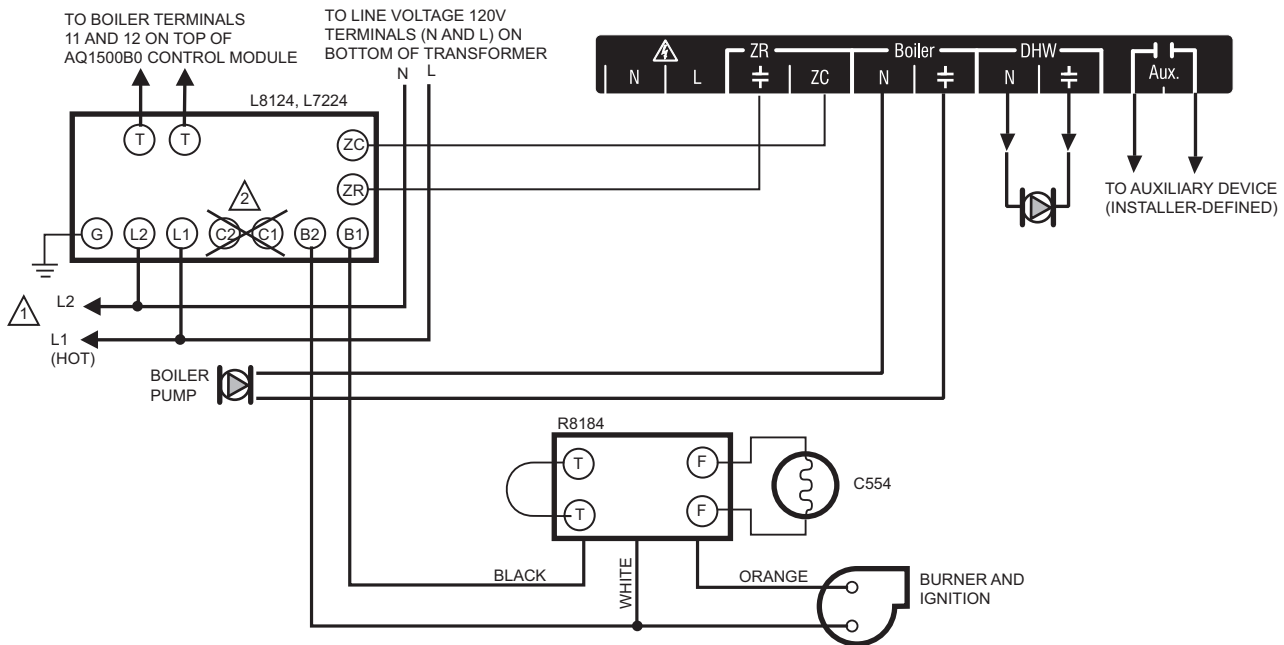 TO BOILER TERMINALS
11 AND 12 ON TOP OF
AQ1500B0 CONTROL MODULE
TO LINE VOLTAGE 120V
TERMINALS (N AND L) ON
BOTTOM OF TRANSFORMER
N L
ZR Boiler DHW
N L ZC N N Aux.
L8124, L7224
T T
ZC
ZR
2
G L2 L1 C2 C1 B2 B1
TO AUXILIARY DEVICE
(INSTALLER-DEFINED)
1
L2
L1
(HOT)
BOILER
PUMP
R8184
T F
C554
T F
BLACK
WHITE
ORANGE
BURNER AND
IGNITION